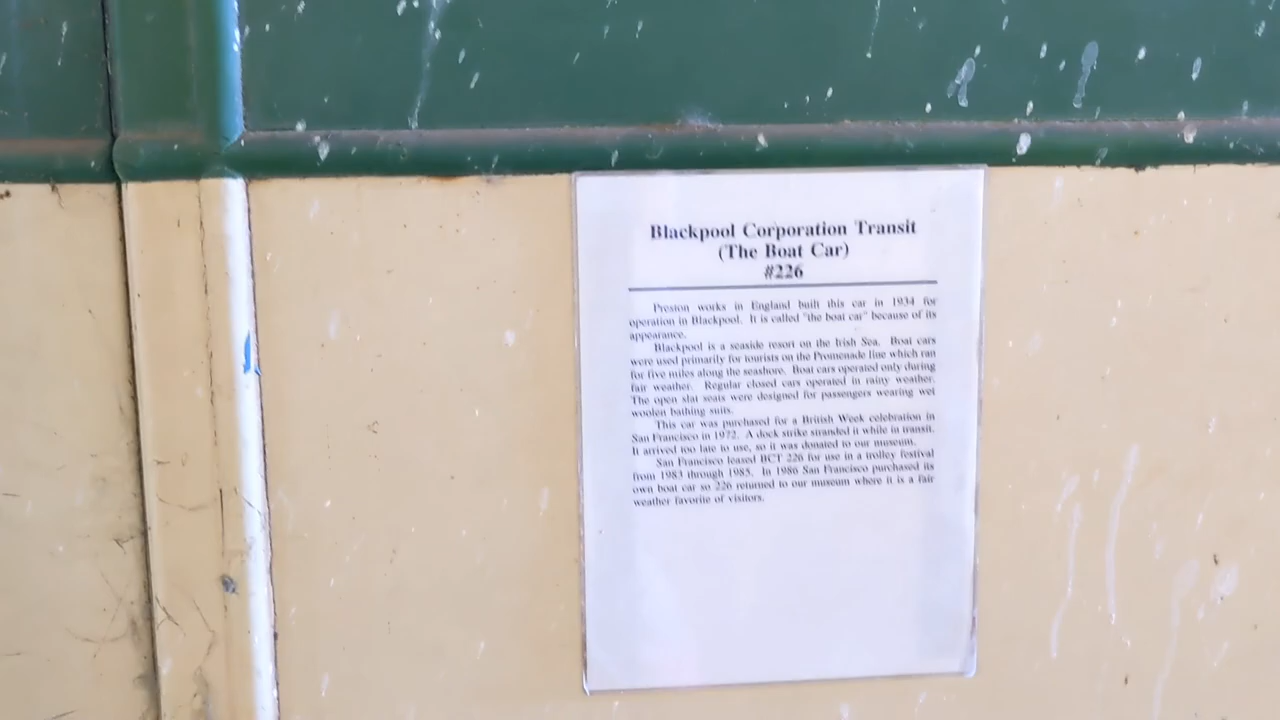 Blackpool Corporation Transit
(The Boat Car)
#226
Preston works in England built this car in 1934 for
operation in Blackpool. It is called "the boat car" because of its
appearance.
Blackpool is a seaside resort on the Irish Sea. Boat cars
were used primarily for tourists on the Promenade line which ran
for five miles along the seashore. Boat cars operated only during
fair weather. Regular closed cars operated in rainy weather.
The open slat seats were designed for passengers wearing wet
woolen bathing suits.
This car was purchased for a British Week celebration in
San Francisco in 1972. A dock strike stranded it while in transit.
It arrived too late to use, so it was donated to our museum.
San Francisco leased BCT 226 for use in a trolley festival
from 1983 through 1985. In 1986 San Francisco purchased its
own boat car so 226 returned to our museum where it is a fair
weather favorite of visitors.